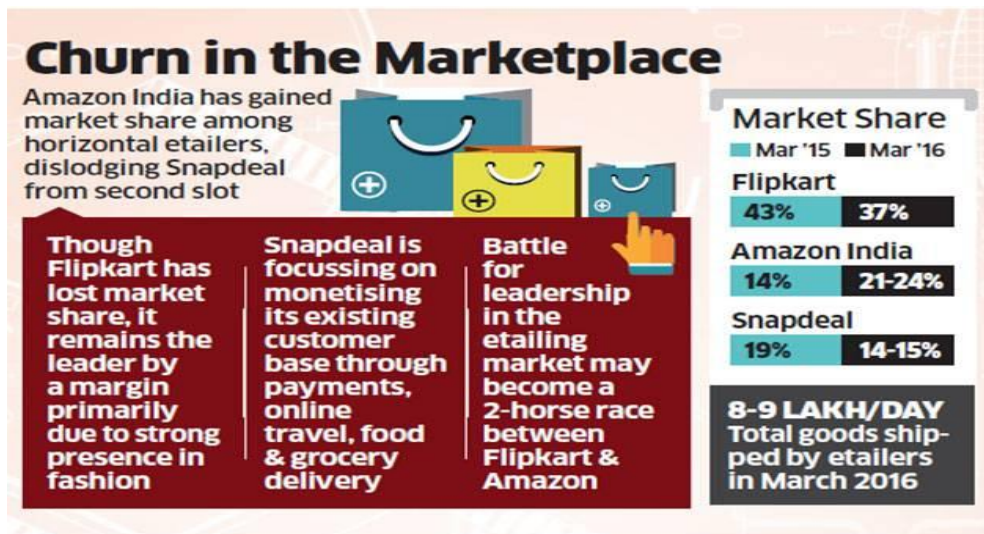 Churn in the Marketplace
Amazon India has gained
market share among
horizontal etailers,
dislodging Snapdeal
from second slot
Though
Flipkart has
lost market
share, it
remains the
leader by
a margin
primarily
due to strong
presence in
fashion
Snapdeal is
focussing on
monetising
its existing
customer
base through
payments,
online
travel, food
& grocery
delivery
Battle
for
leadership
in the
etailing
market may
become a
2-horse race
between
Flipkart &
Amazon
Market Share
Mar '15 Mar '16
Flipkart
43% 37%
Amazon India
14% 21-24%
Snapdeal
19% 14-15%
8-9 LAKH/DAY
Total goods ship-
ped by etailers
in March 2016